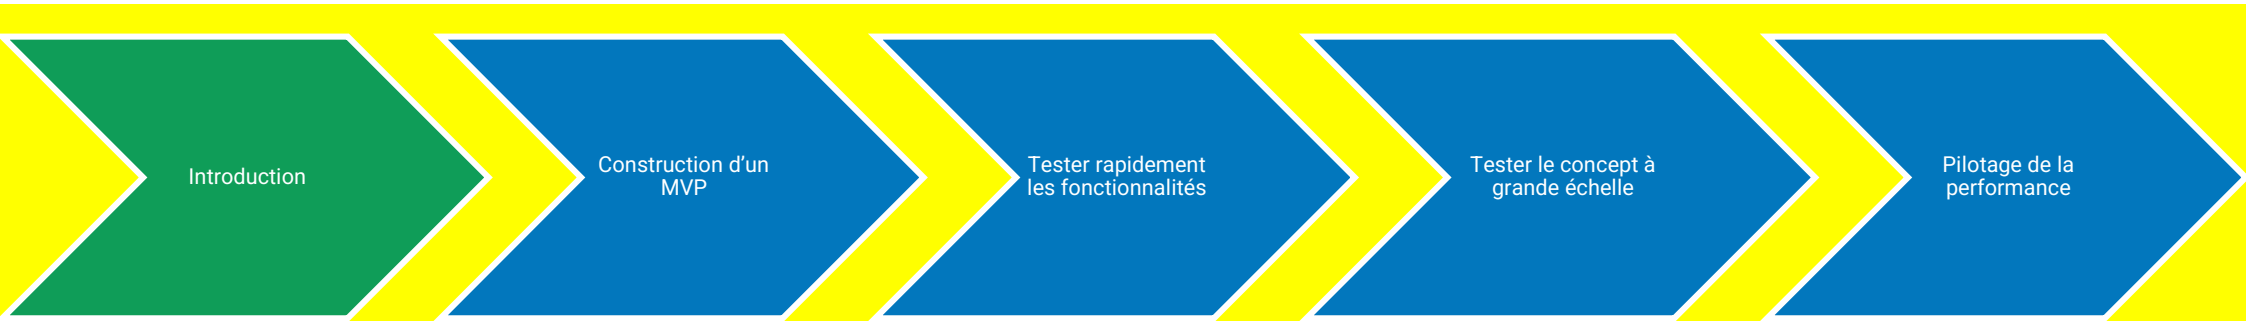 Introduction
Construction d’un
MVP
Tester rapidement
les fonctionnalités
Tester le concept à
grande échelle
Pilotage de la
performance